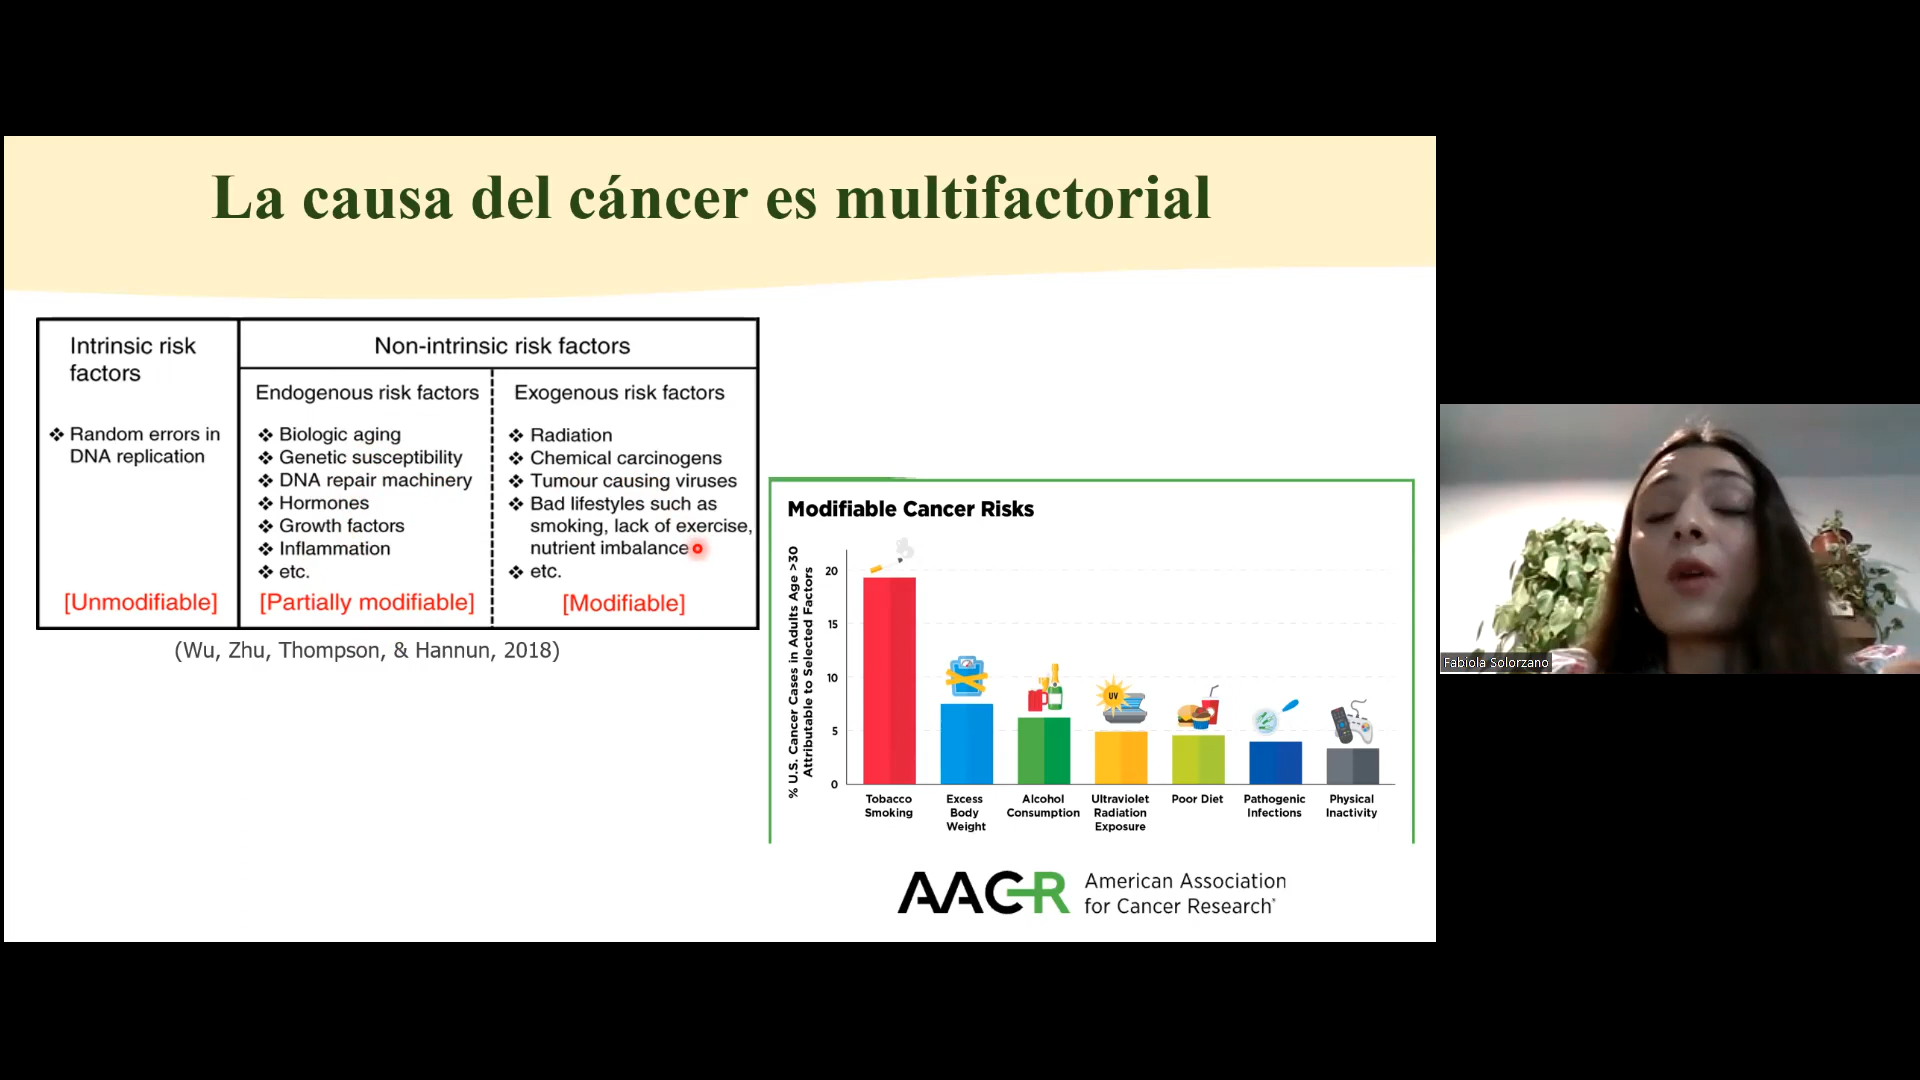 La causa del cáncer es multifactorial
Intrinsic risk
factors
❖ Random errors in
DNA replication
[Unmodifiable]
Non-intrinsic risk factors
Endogenous risk factors
❖ Biologic aging
❖ Genetic susceptibility
❖ DNA repair machinery
❖ Hormones
❖ Growth factors
❖ Inflammation
❖ etc.
[Partially modifiable]
Exogenous risk factors
❖ Radiation
❖ Chemical carcinogens
❖ Tumour causing viruses
❖ Bad lifestyles such as
smoking, lack of exercise,
nutrient imbalance
❖ etc.
[Modifiable]
(Wu, Zhu, Thompson, & Hannun, 2018)
Modifiable Cancer Risks
% U.S. Cancer Cases in Adults Age >30
Attributable to Selected Factors
20
15
10
5
0
UV
Tobacco
Smoking
Excess
Body
Weight
Alcohol
Consumption
Ultraviolet
Radiation
Exposure
Poor Diet
Pathogenic
Infections
Physical
Inactivity
AACR
American Association
for Cancer Research®
Fabiola Solorzano